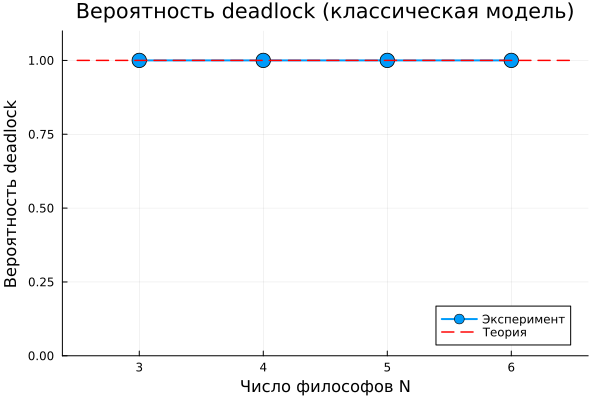 Вероятность deadlock (классическая модель)
Вероятность deadlock
1.00
0.75
0.50
0.25
0.00
3 4 5 6
Число философов N
Эксперимент
Теория